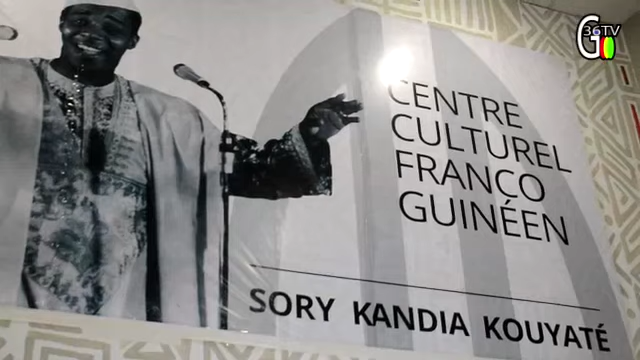 G 36TV
CENTRE
CULTUREL
FRANCO
GUINÉEN
SORY KANDIA KOUYATÉ